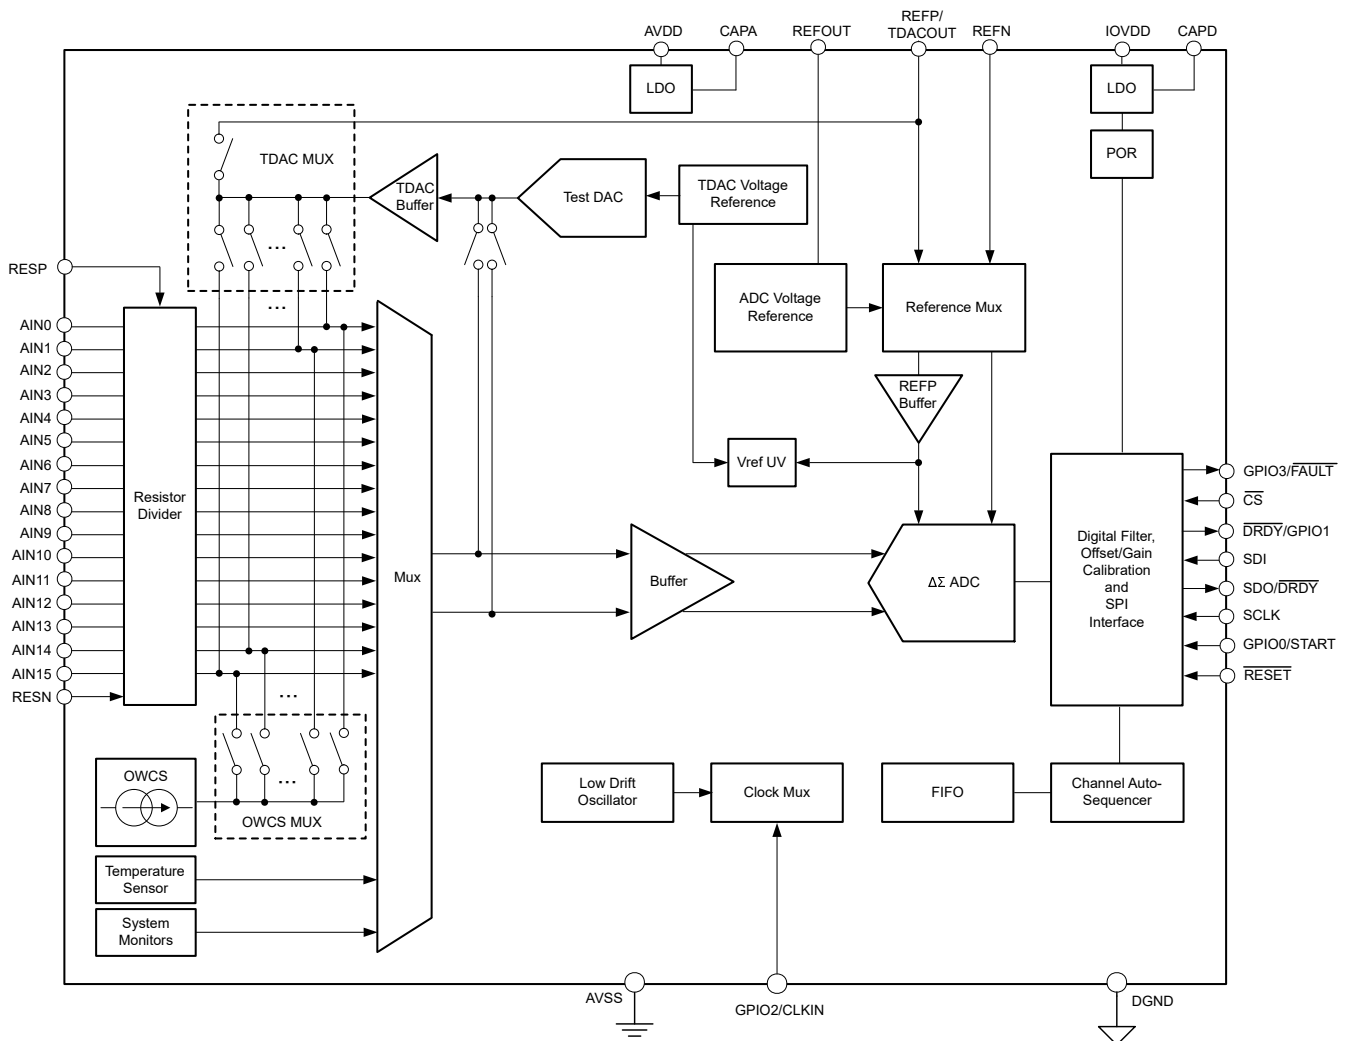 AVDD
CAPA
REFOUT
REFP/
TDACOUT
REFN
IOVDD
CAPD
LDO
LDO
POR
TDAC MUX
TDAC
Buffer
Test DAC
TDAC Voltage
Reference
...
RESP
...
ADC Voltage
Reference
Reference Mux
AIN0
AIN1
AIN2
AIN3
AIN4
AIN5
AIN6
AIN7
AIN8
AIN9
AIN10
AIN11
AIN12
AIN13
AIN14
AIN15
RESN
Resistor
Divider
Mux
REFP
Buffer
Vref UV
Buffer
ΔΣ ADC
Digital Filter,
Offset/Gain
Calibration
and
SPI
Interface
GPIO3/FAULT
CS
DRDY/GPIO1
SDI
SDO/DRDY
SCLK
GPIO0/START
RESET
...
OWCS
...
OWCS MUX
Low Drift
Oscillator
Clock Mux
FIFO
Channel Auto-
Sequencer
Temperature
Sensor
System
Monitors
AVSS
GPIO2/CLKIN
DGND